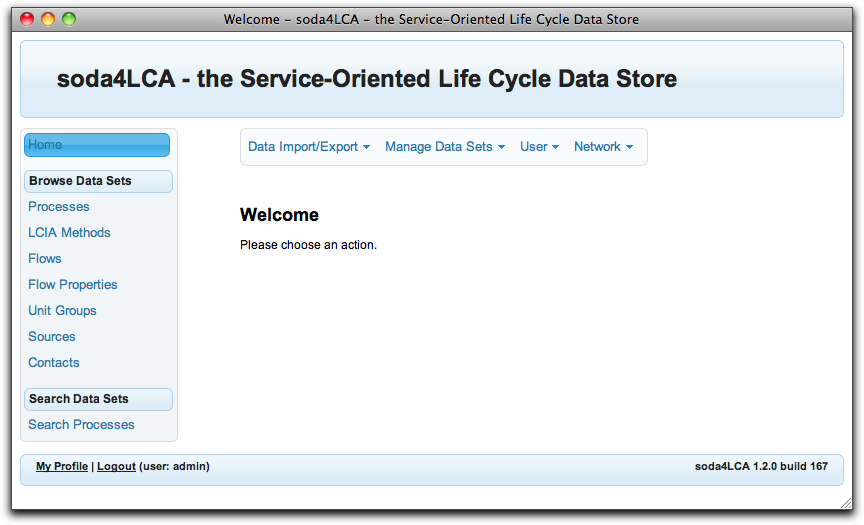 Welcome – soda4LCA – the Service-Oriented Life Cycle Data Store
soda4LCA - the Service-Oriented Life Cycle Data Store
Home
Browse Data Sets
Processes
LCIA Methods
Flows
Flow Properties
Unit Groups
Sources
Contacts
Search Data Sets
Search Processes
Data Import/Export Manage Data Sets User Network
Welcome
Please choose an action.
My Profile | Logout (user: admin) soda4LCA 1.2.0 build 167